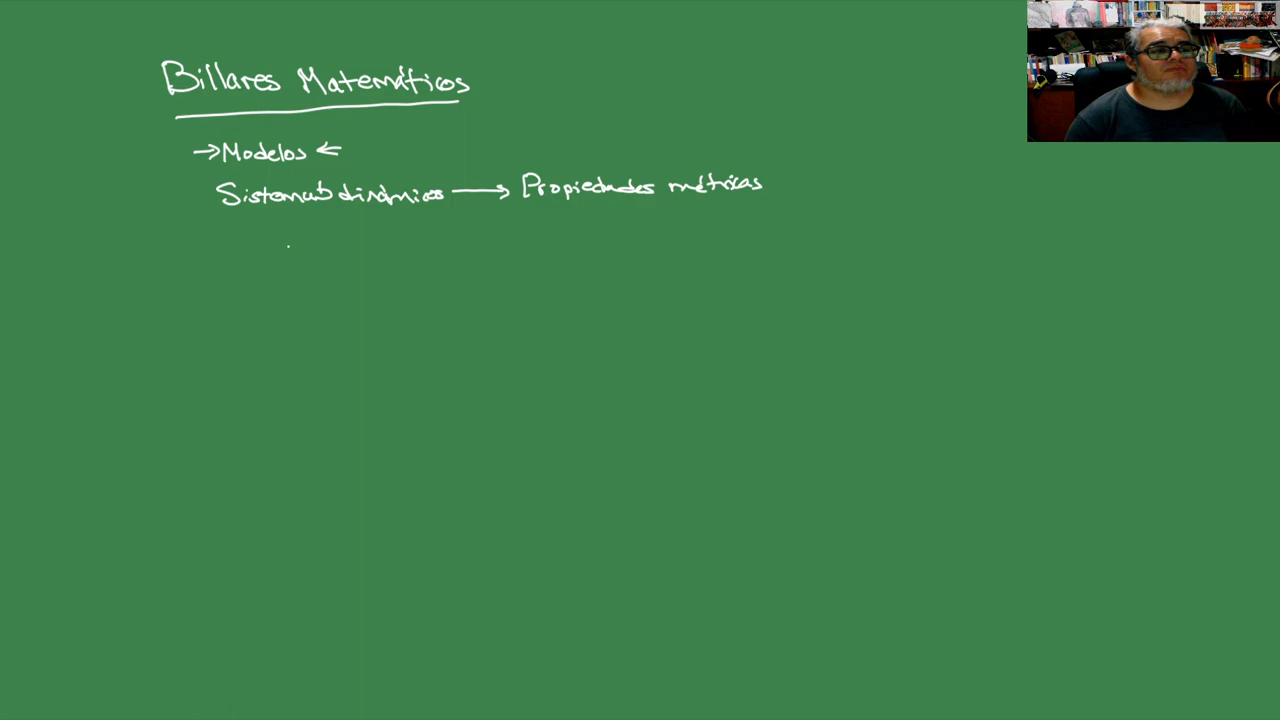 Billares Matemáticos
→Modelos←
Sistemas dinámicos → Propiedades métricas